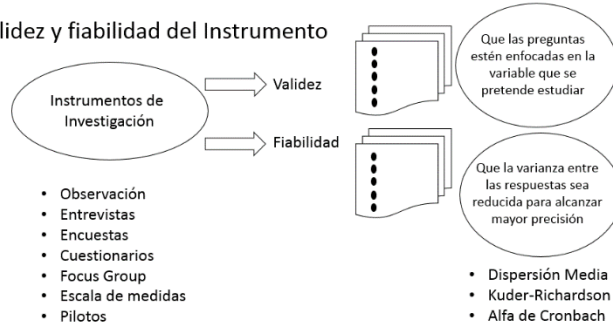 lidez y fiabilidad del Instrumento
Instrumentos de
Investigación
Validez
Fiabilidad
Que las preguntas
estén enfocadas en la
variable que se
pretende estudiar
Que la varianza entre
las respuestas sea
reducida para alcanzar
mayor precisión
• Observación
• Entrevistas
• Encuestas
• Cuestionarios
• Focus Group
• Escala de medidas
• Pilotos
• Dispersión Media
• Kuder-Richardson
• Alfa de Cronbach